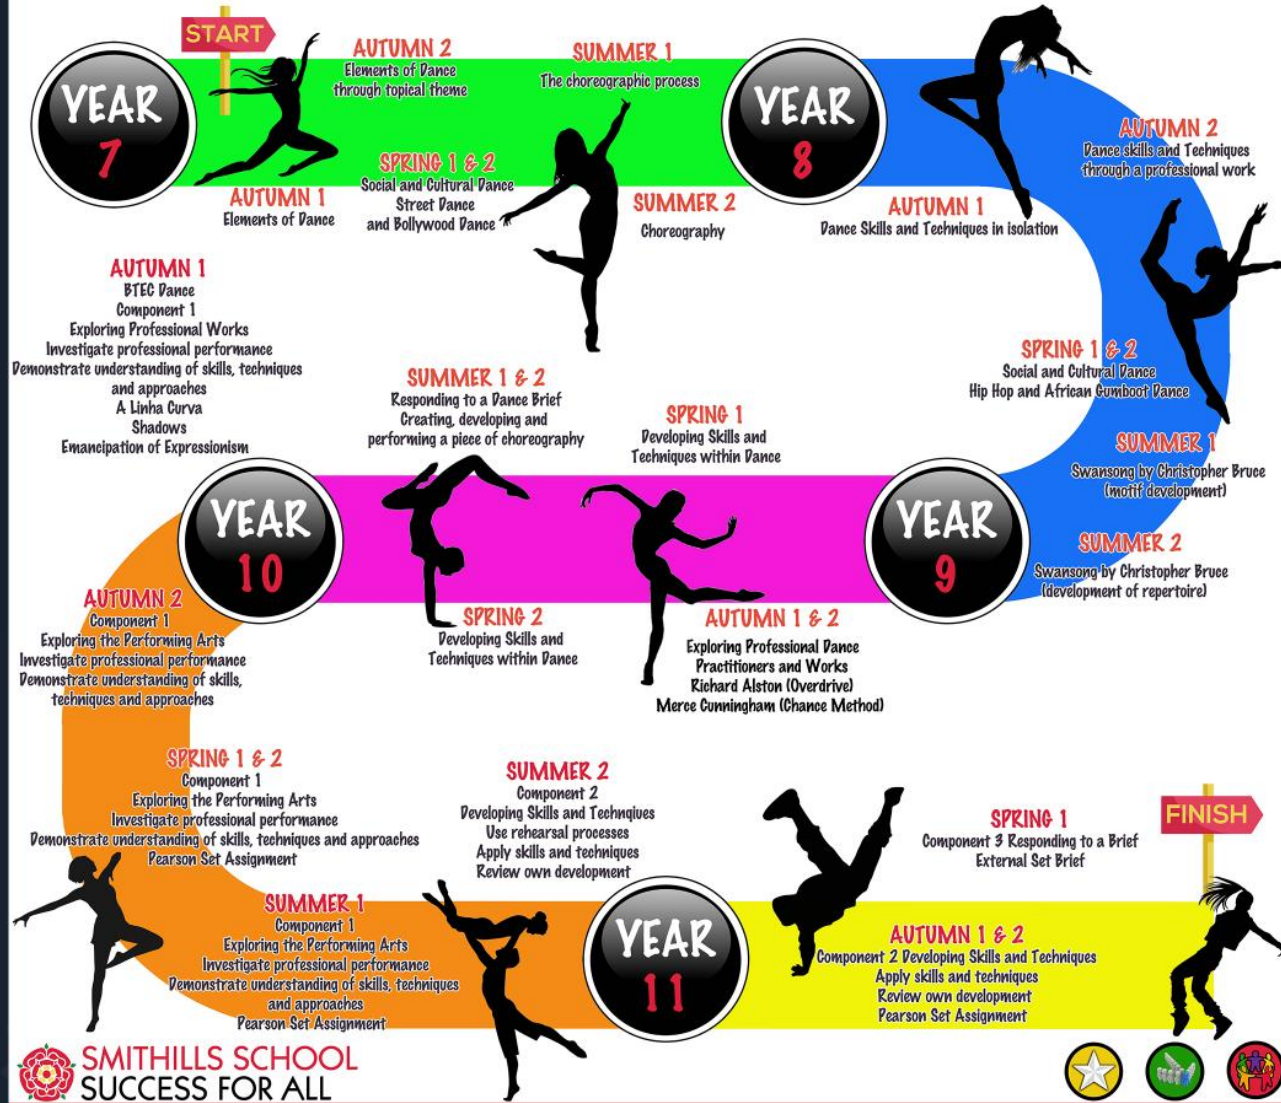 START
YEAR
7
AUTUMN 1
Elements of Dance
AUTUMN 2
Elements of Dance
through topical theme
SPRING 1 & 2
Social and Cultural Dance
Street Dance
and Bollywood Dance
SUMMER 1
The choreographic process
SUMMER 2
Choreography
YEAR
8
AUTUMN 1
Dance Skills and Techniques in isolation
AUTUMN 2
Dance skills and Techniques
through a professional work
SPRING 1 & 2
Social and Cultural Dance
Hip Hop and African Gumboot Dance
SUMMER 1
Swansong by Christopher Bruce
(motif development)
SUMMER 2
Swansong by Christopher Bruce
(development of repertoire)
YEAR
9
AUTUMN 1 & 2
Exploring Professional Dance
Practitioners and Works
Richard Alston (Overdrive)
Merce Cunningham (Chance Method)
SPRING 1
Developing Skills and
Techniques within Dance
SPRING 2
Developing Skills and
Techniques within Dance
SUMMER 1 & 2
Responding to a Dance Brief
Creating, developing and
performing a piece of choreography
YEAR
10
AUTUMN 1
BTEC Dance
Component 1
Exploring Professional Works
Investigate professional performance
Demonstrate understanding of skills, techniques
and approaches
A Linha Curva
Shadows
Emancipation of Expressionism
AUTUMN 2
Component 1
Exploring the Performing Arts
Investigate professional performance
Demonstrate understanding of skills,
techniques and approaches
SPRING 1 & 2
Component 1
Exploring the Performing Arts
Investigate professional performance
Demonstrate understanding of skills, techniques and approaches
Pearson Set Assignment
SUMMER 1
Component 1
Exploring the Performing Arts
Investigate professional performance
Demonstrate understanding of skills, techniques
and approaches
Pearson Set Assignment
SUMMER 2
Component 2
Developing Skills and Technqiues
Use rehearsal processes
Apply skills and techniques
Review own development
YEAR
11
AUTUMN 1 & 2
Component 2 Developing Skills and Techniques
Apply skills and techniques
Review own development
Pearson Set Assignment
SPRING 1
Component 3 Responding to a Brief
External Set Brief
FINISH
SMITHILLS SCHOOL
SUCCESS FOR ALL